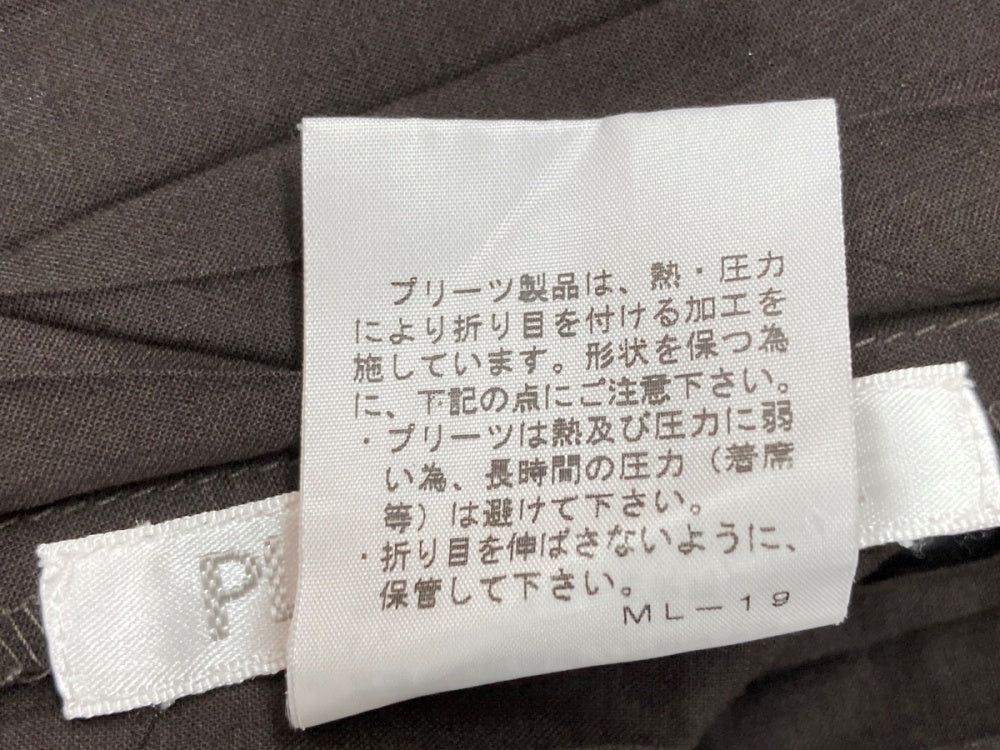 プリーツ製品は、熱・圧力
により折り目を付ける加工を
施しています。形状を保つ為
に、下記の点にご注意下さい。
・プリーツは熱及び圧力に弱
い為、長時間の圧力（着席
等）は避けて下さい。
・折り目を伸ばさないように、
保管して下さい。
ML－19
P